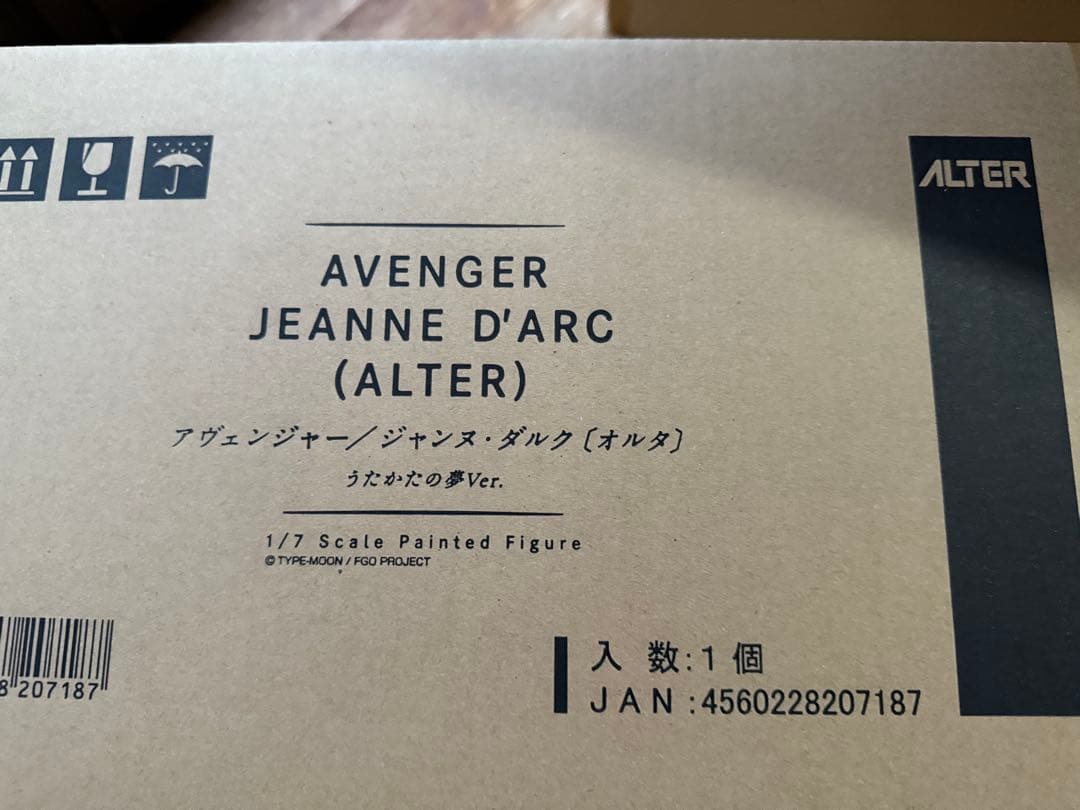 ALTER
AVENGER
JEANNE D'ARC
(ALTER)
アヴェンジャー／ジャンヌ・ダルク〔オルタ〕
うたかたの夢Ver.
1/7 Scale Painted Figure
© TYPE-MOON / FGO PROJECT
8 207187
入 数:1 個
JAN :4560228207187